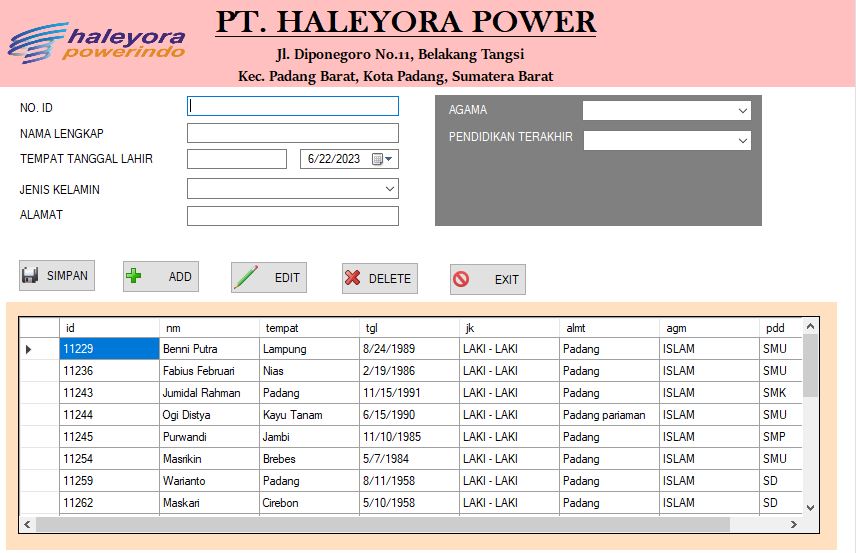 haleyora
powerindo
PT. HALEYORA POWER
Jl. Diponegoro No.11, Belakang Tangsi
Kec. Padang Barat, Kota Padang, Sumatera Barat
NO. ID
NAMA LENGKAP
TEMPAT TANGGAL LAHIR 6/22/2023
JENIS KELAMIN
ALAMAT
AGAMA
PENDIDIKAN TERAKHIR
SIMPAN ADD EDIT DELETE EXIT
id nm tempat tgl jk almt agm pdd
11229 Benni Putra Lampung 8/24/1989 LAKI - LAKI Padang ISLAM SMU
11236 Fabius Februari Nias 2/19/1986 LAKI - LAKI Padang ISLAM SMU
11243 Jumidal Rahman Padang 11/15/1991 LAKI - LAKI Padang ISLAM SMK
11244 Ogi Distya Kayu Tanam 6/15/1990 LAKI - LAKI Padang pariaman ISLAM SMU
11245 Purwandi Jambi 11/10/1985 LAKI - LAKI Padang ISLAM SMP
11254 Masrikin Brebes 5/7/1984 LAKI - LAKI Padang ISLAM SMU
11259 Warianto Padang 8/11/1958 LAKI - LAKI Padang ISLAM SD
11262 Maskari Cirebon 5/10/1958 LAKI - LAKI Padang ISLAM SD